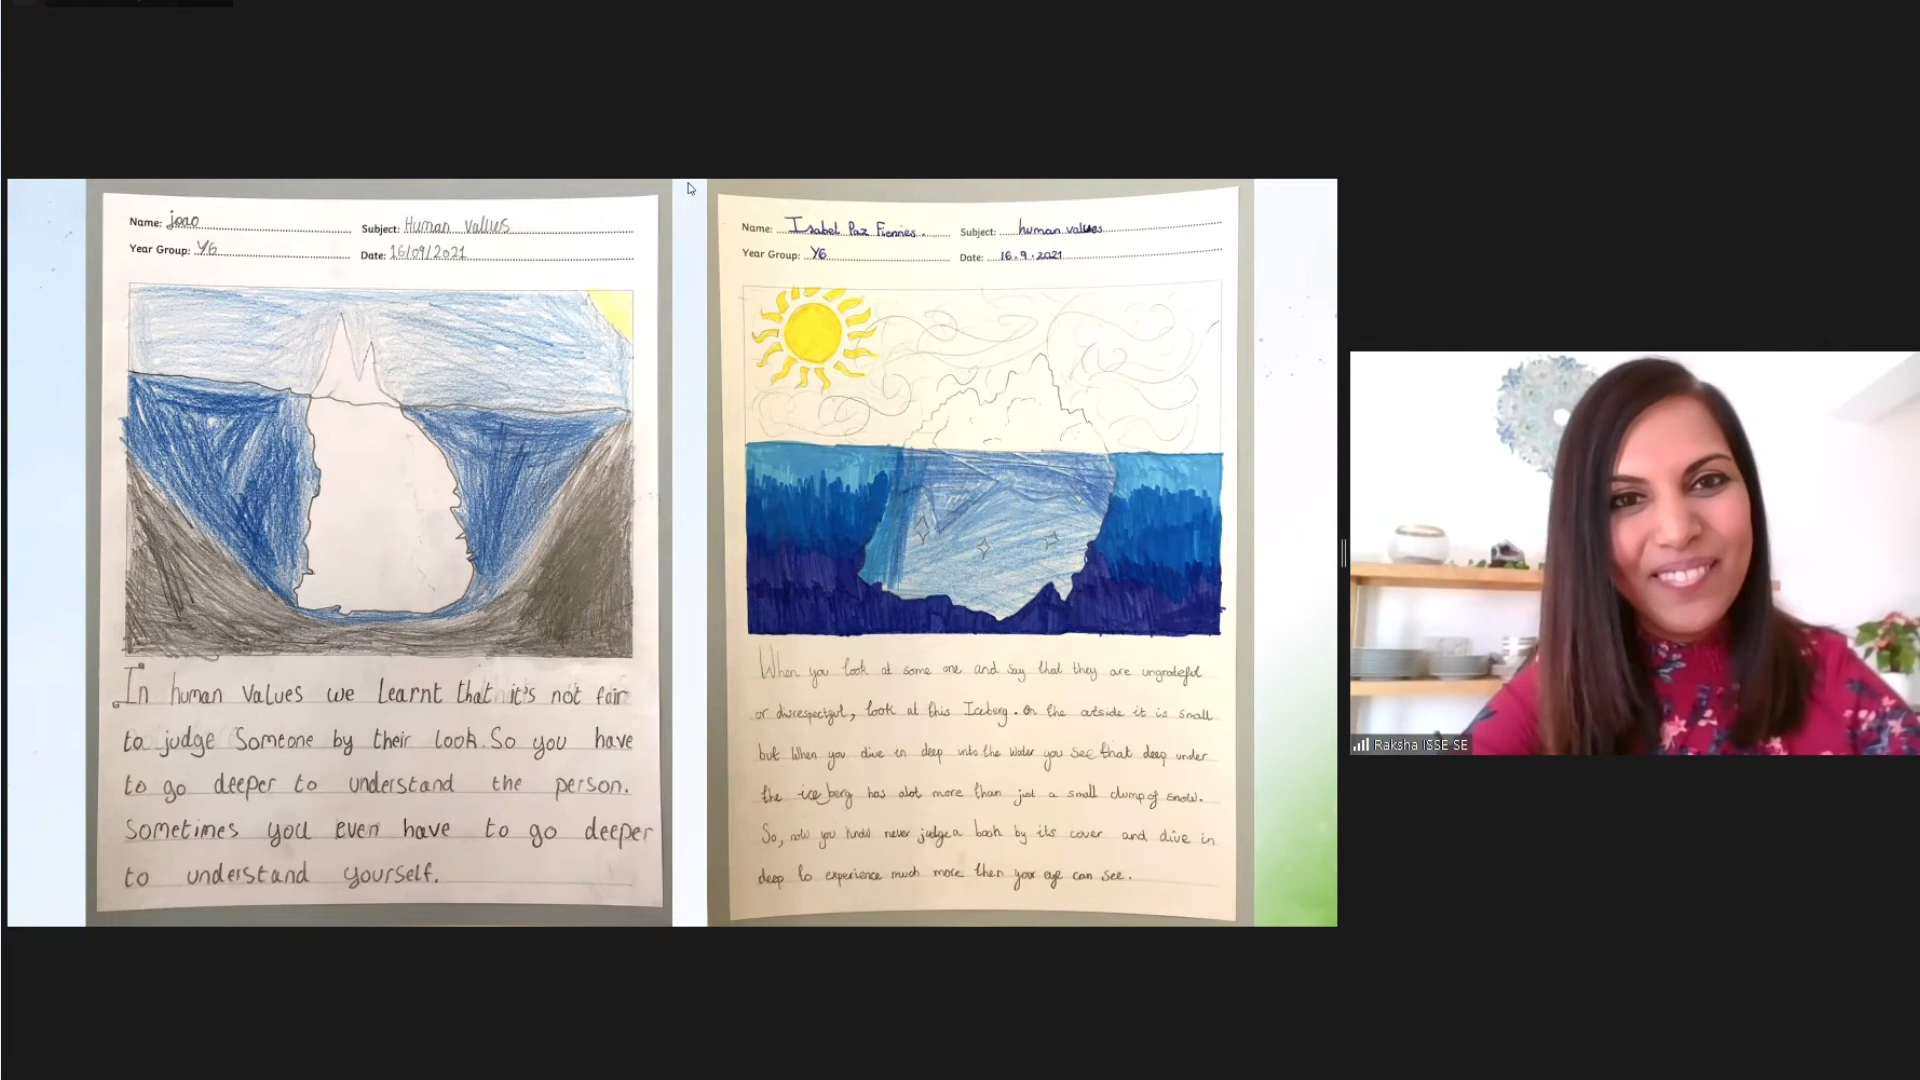 Name: joao
Subject: Human Values
Year Group: Y6
Date: 16/09/2021
In human values we learnt that it's not fair
to judge Someone by their look. So you have
to go deeper to understand the person.
Sometimes you Even have to go deeper
to understand yourself.
Name: Isabel Paz Fiennies.
Subject: human values
Year Group: Y6
Date: 16.9.2021
When you look at some one and say that they are ungrateful
or disrespectful, look at this Iceberg. On the outside it is small
but when you dive in deep into the water you see that deep under
the iceberg has alot more than just a small clump of snow.
So, now you know never judge a book by its cover and dive in
deep to experience much more then your eye can see.
Raksha ISSE SE